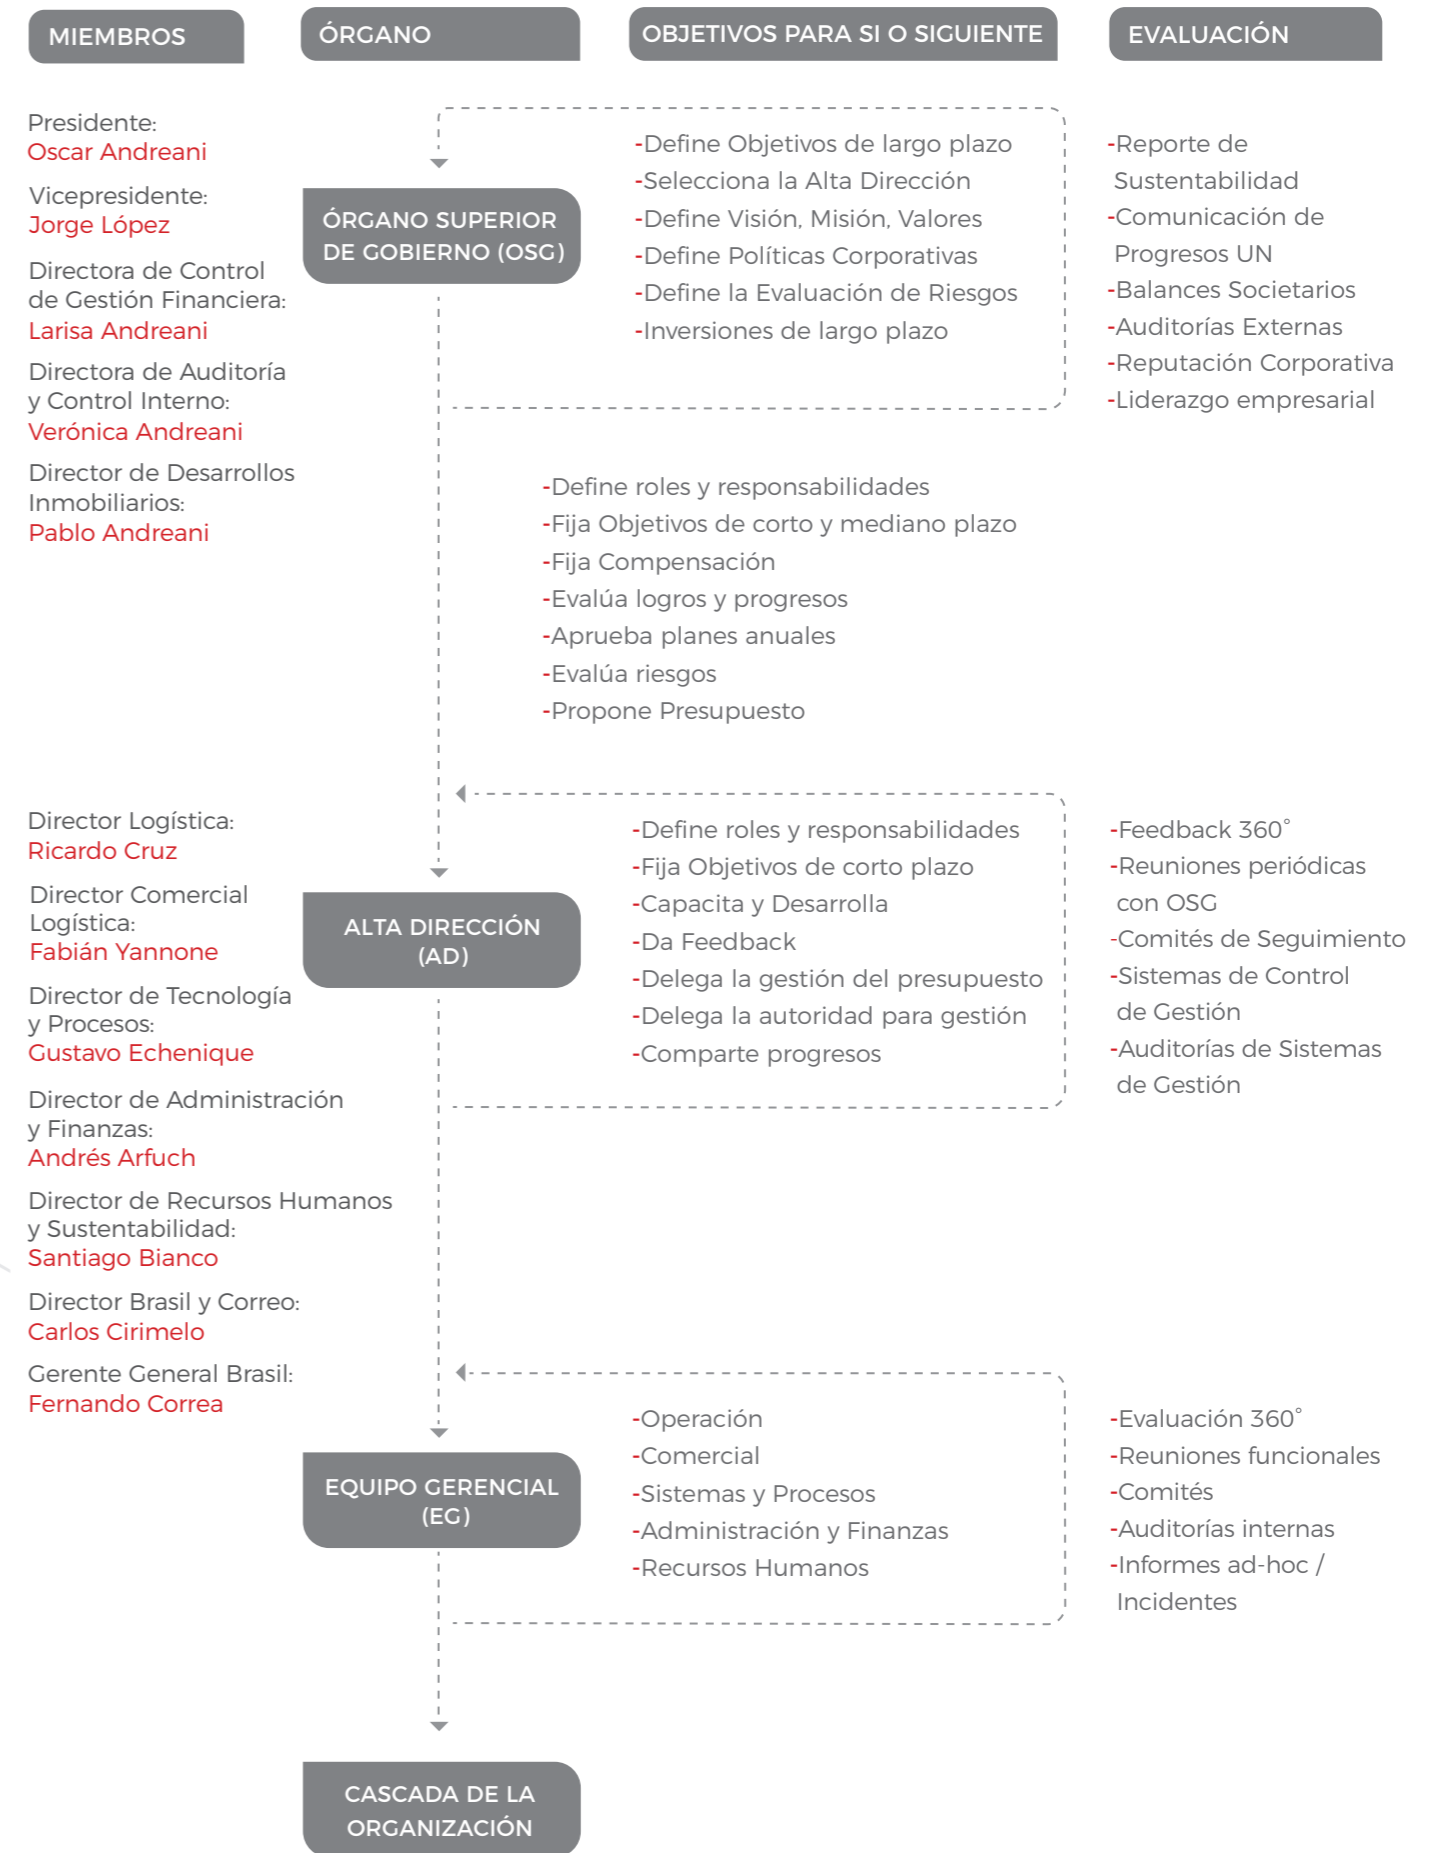 MIEMBROS
ÓRGANO
OBJETIVOS PARA SI O SIGUIENTE
EVALUACIÓN
Presidente:
Oscar Andreani
Vicepresidente:
Jorge López
Directora de Control
de Gestión Financiera:
Larisa Andreani
Directora de Auditoría
y Control Interno:
Verónica Andreani
Director de Desarrollos
Inmobiliarios:
Pablo Andreani
ÓRGANO SUPERIOR
DE GOBIERNO (OSG)
-Define Objetivos de largo plazo
-Selecciona la Alta Dirección
-Define Visión, Misión, Valores
-Define Políticas Corporativas
-Define la Evaluación de Riesgos
-Inversiones de largo plazo
-Reporte de
Sustentabilidad
-Comunicación de
Progresos UN
-Balances Societarios
-Auditorías Externas
-Reputación Corporativa
-Liderazgo empresarial
-Define roles y responsabilidades
-Fija Objetivos de corto y mediano plazo
-Fija Compensación
-Evalúa logros y progresos
-Aprueba planes anuales
-Evalúa riesgos
-Propone Presupuesto
Director Logística:
Ricardo Cruz
Director Comercial
Logística:
Fabián Yannone
Director de Tecnología
y Procesos:
Gustavo Echenique
Director de Administración
y Finanzas:
Andrés Arfuch
Director de Recursos Humanos
y Sustentabilidad:
Santiago Bianco
Director Brasil y Correo:
Carlos Cirimelo
Gerente General Brasil:
Fernando Correa
ALTA DIRECCIÓN
(AD)
-Define roles y responsabilidades
-Fija Objetivos de corto plazo
-Capacita y Desarrolla
-Da Feedback
-Delega la gestión del presupuesto
-Delega la autoridad para gestión
-Comparte progresos
-Feedback 360°
-Reuniones periódicas
con OSG
-Comités de Seguimiento
-Sistemas de Control
de Gestión
-Auditorías de Sistemas
de Gestión
EQUIPO GERENCIAL
(EG)
-Operación
-Comercial
-Sistemas y Procesos
-Administración y Finanzas
-Recursos Humanos
-Evaluación 360°
-Reuniones funcionales
-Comités
-Auditorías internas
-Informes ad-hoc /
Incidentes
CASCADA DE LA
ORGANIZACIÓN